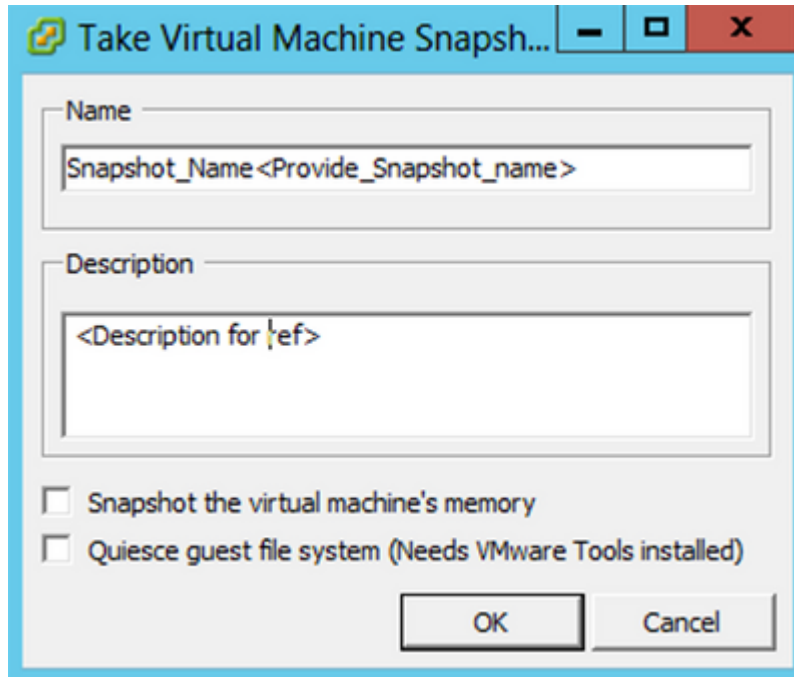 Take Virtual Machine Snapsh...
Name
Snapshot_Name<Provide_Snapshot_name>
Description
<Description for ref>
Snapshot the virtual machine's memory
Quiesce guest file system (Needs VMware Tools installed)
OK Cancel